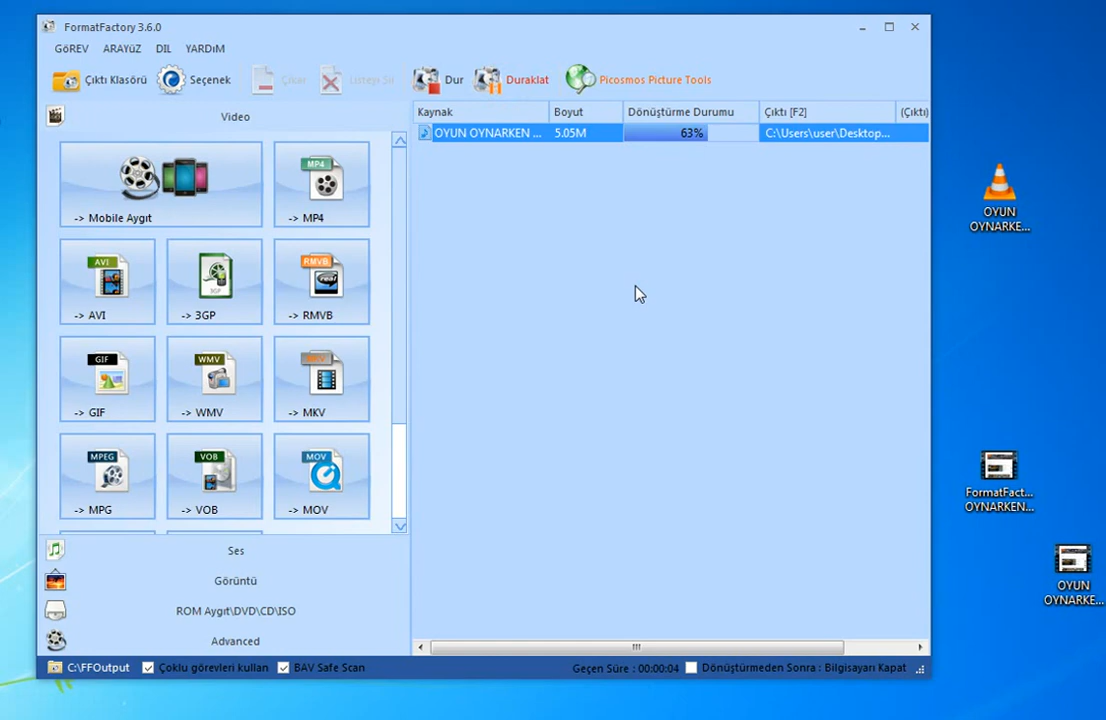 FormatFactory 3.6.0
GöREV ARAYüZ DIL YARDıM
Çıktı Klasörü Seçenek Çıkar Listeyi Sil Dur Duraklat Picosmos Picture Tools
Video
Kaynak Boyut Dönüştürme Durumu Çıktı [F2] (Çıktı)
OYUN OYNARKEN ... 5.05M 63% C:\Users\user\Desktop...
-> Mobile Aygıt
MP4
-> MP4
AVI
-> AVI
3GP
-> 3GP
RMVB
real
-> RMVB
GIF
-> GIF
WMV
-> WMV
-> MKV
MPEG
-> MPG
VOB
-> VOB
MOV
-> MOV
Ses
Görüntü
ROM Aygıt\DVD\CD\ISO
Advanced
C:\FFOutput Çoklu görevleri kullan BAV Safe Scan Geçen Süre : 00:00:04 Dönüştürmeden Sonra : Bilgisayarı Kapat
OYUN
OYNARKE...
FormatFact...
OYNARKEN...
OYUN
OYNARKE...